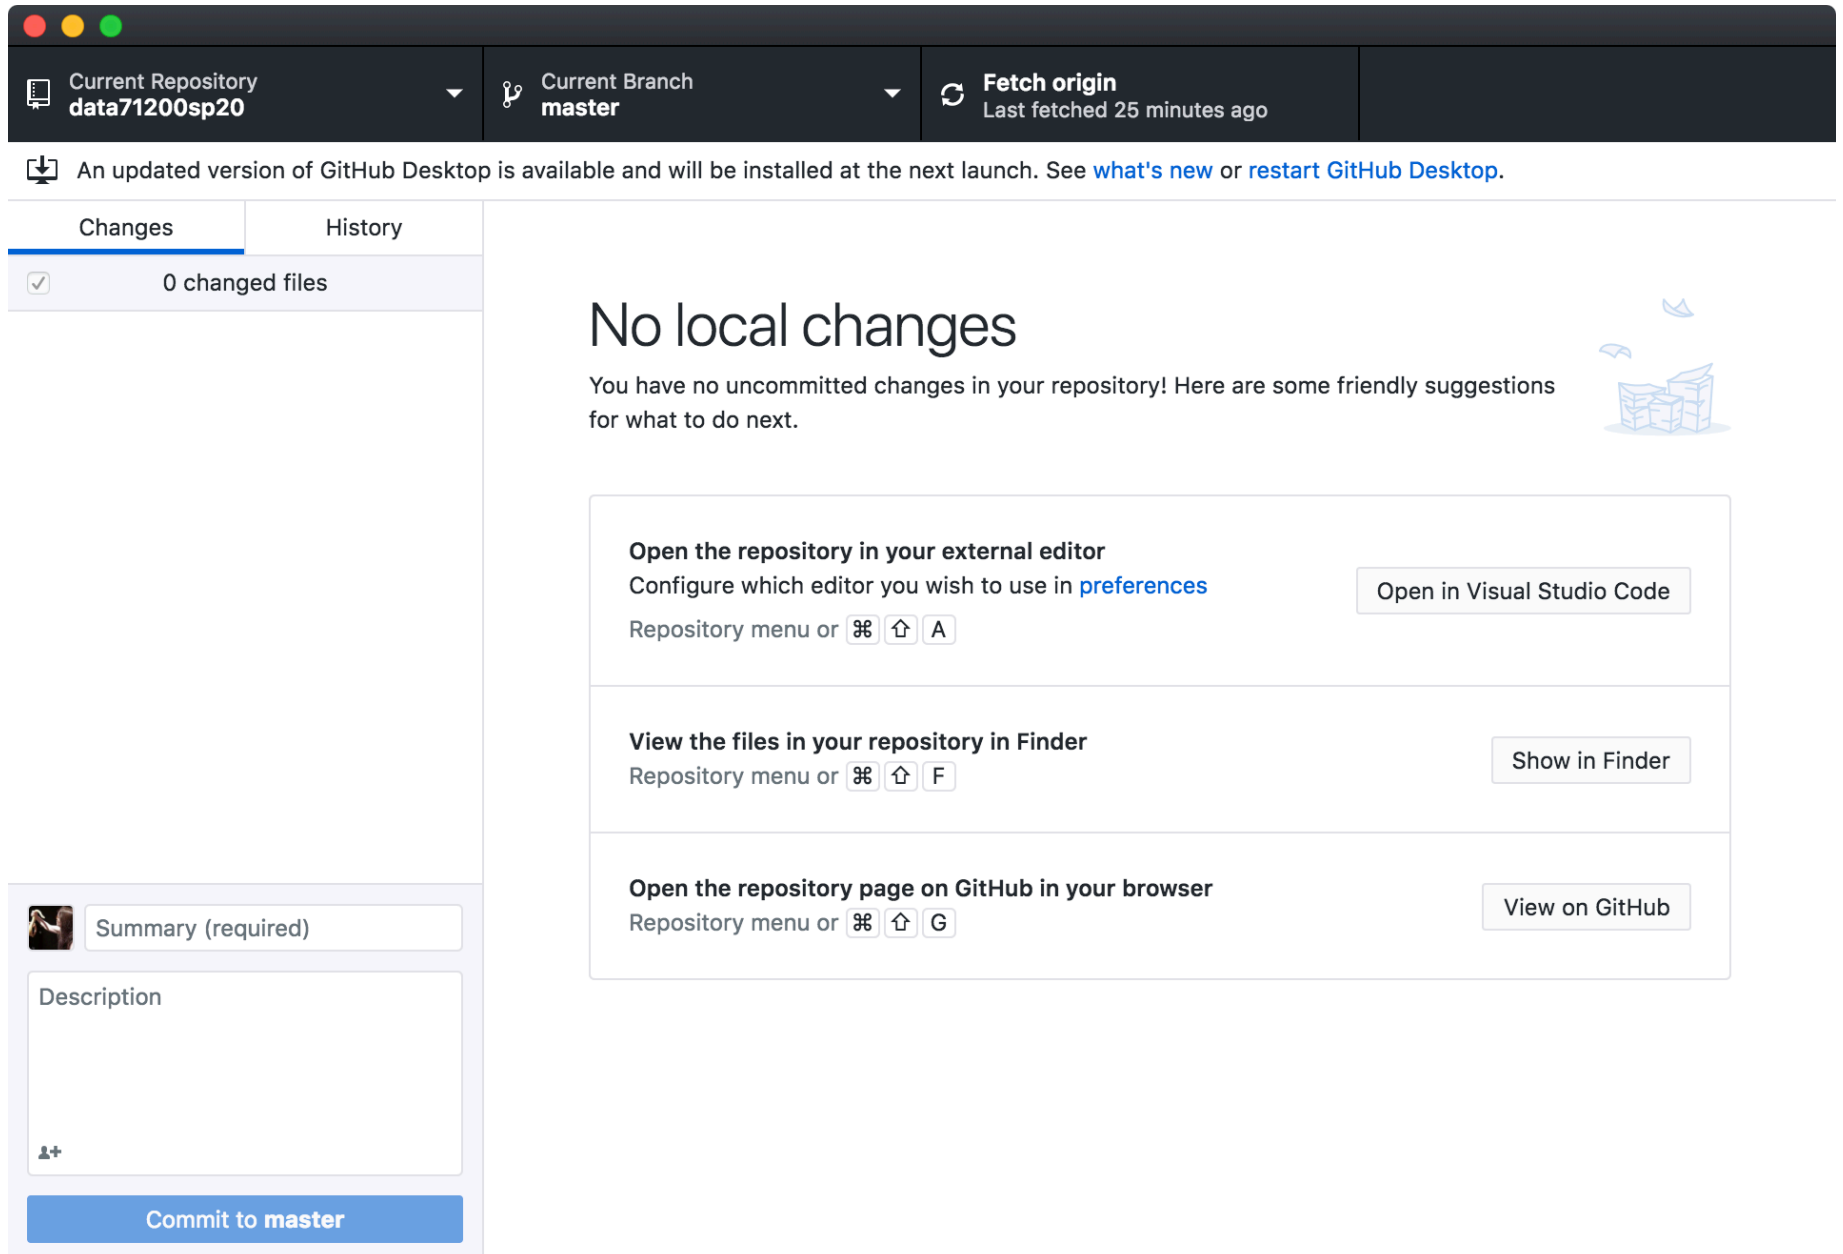 Current Repository
data71200sp20
Current Branch
master
Fetch origin
Last fetched 25 minutes ago
An updated version of GitHub Desktop is available and will be installed at the next launch. See what's new or restart GitHub Desktop.
Changes
History
0 changed files
No local changes
You have no uncommitted changes in your repository! Here are some friendly suggestions
for what to do next.
Open the repository in your external editor
Configure which editor you wish to use in preferences
Repository menu or ⌘ ⇧ A
Open in Visual Studio Code
View the files in your repository in Finder
Repository menu or ⌘ ⇧ F
Show in Finder
Open the repository page on GitHub in your browser
Repository menu or ⌘ ⇧ G
View on GitHub
Summary (required)
Description
Commit to master